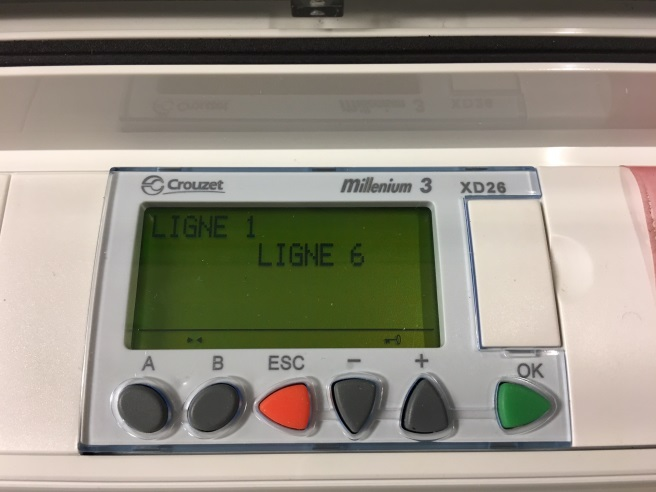 Crouzet
Millenium 3 XD26
LIGNE 1
LIGNE 6
A B ESC - + OK